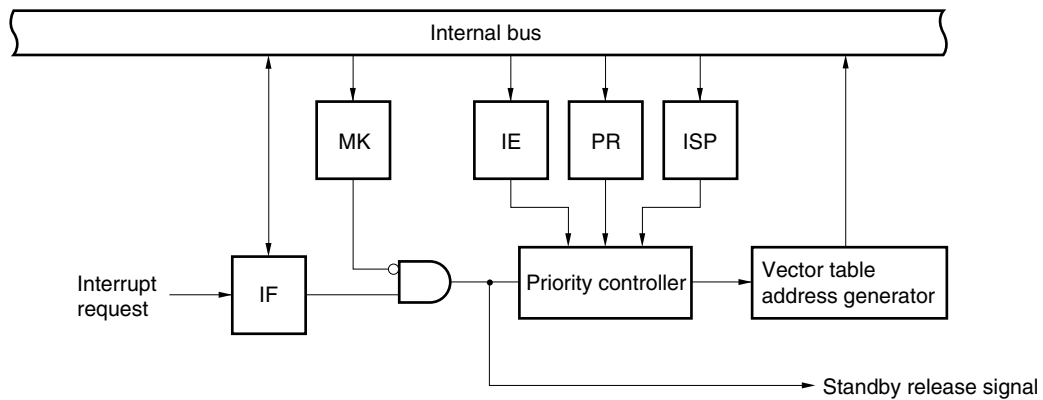 Internal bus
MK
IE
PR
ISP
Interrupt
request
IF
Priority controller
Vector table
address generator
Standby release signal